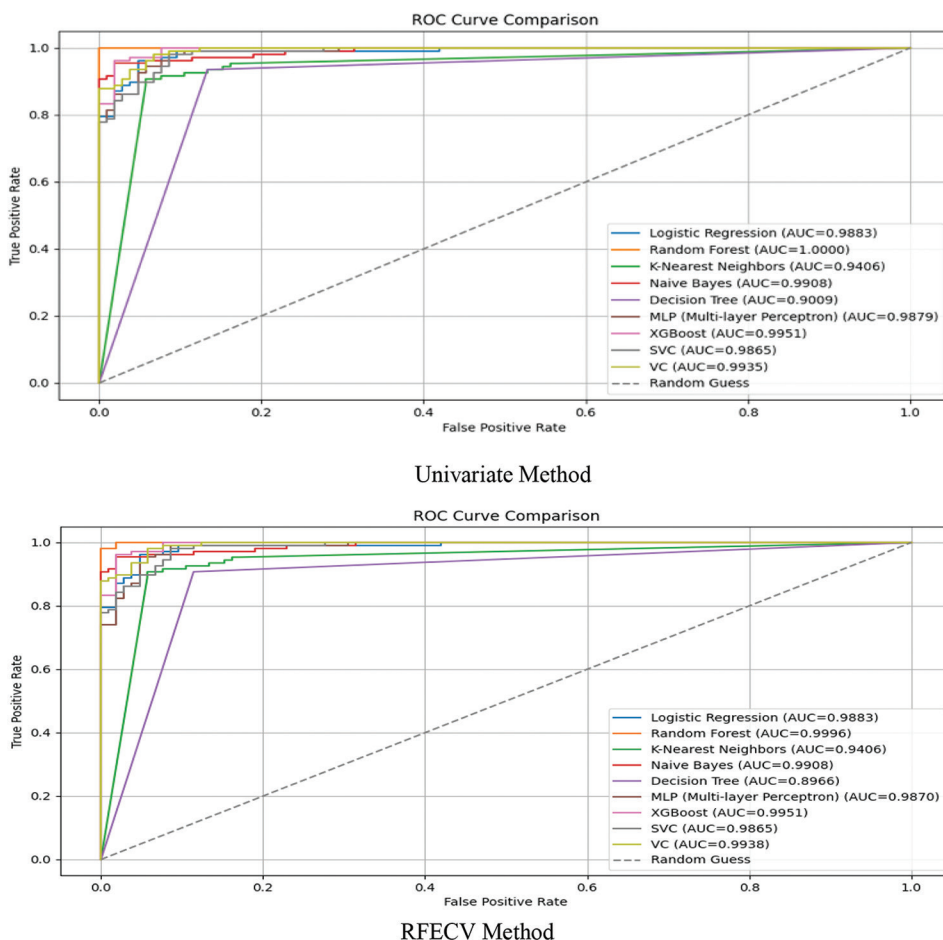 ROC Curve Comparison
True Positive Rate
1.0
0.8
0.6
0.4
0.2
0.0
Logistic Regression (AUC=0.9883)
Random Forest (AUC=1.0000)
K-Nearest Neighbors (AUC=0.9406)
Naive Bayes (AUC=0.9908)
Decision Tree (AUC=0.9009)
MLP (Multi-layer Perceptron) (AUC=0.9879)
XGBoost (AUC=0.9951)
SVC (AUC=0.9865)
VC (AUC=0.9935)
Random Guess
0.0 0.2 0.4 0.6 0.8 1.0
False Positive Rate
Univariate Method
ROC Curve Comparison
True Positive Rate
1.0
0.8
0.6
0.4
0.2
0.0
Logistic Regression (AUC=0.9883)
Random Forest (AUC=0.9996)
K-Nearest Neighbors (AUC=0.9406)
Naive Bayes (AUC=0.9908)
Decision Tree (AUC=0.8966)
MLP (Multi-layer Perceptron) (AUC=0.9870)
XGBoost (AUC=0.9951)
SVC (AUC=0.9865)
VC (AUC=0.9938)
Random Guess
0.0 0.2 0.4 0.6 0.8 1.0
False Positive Rate
RFECV Method